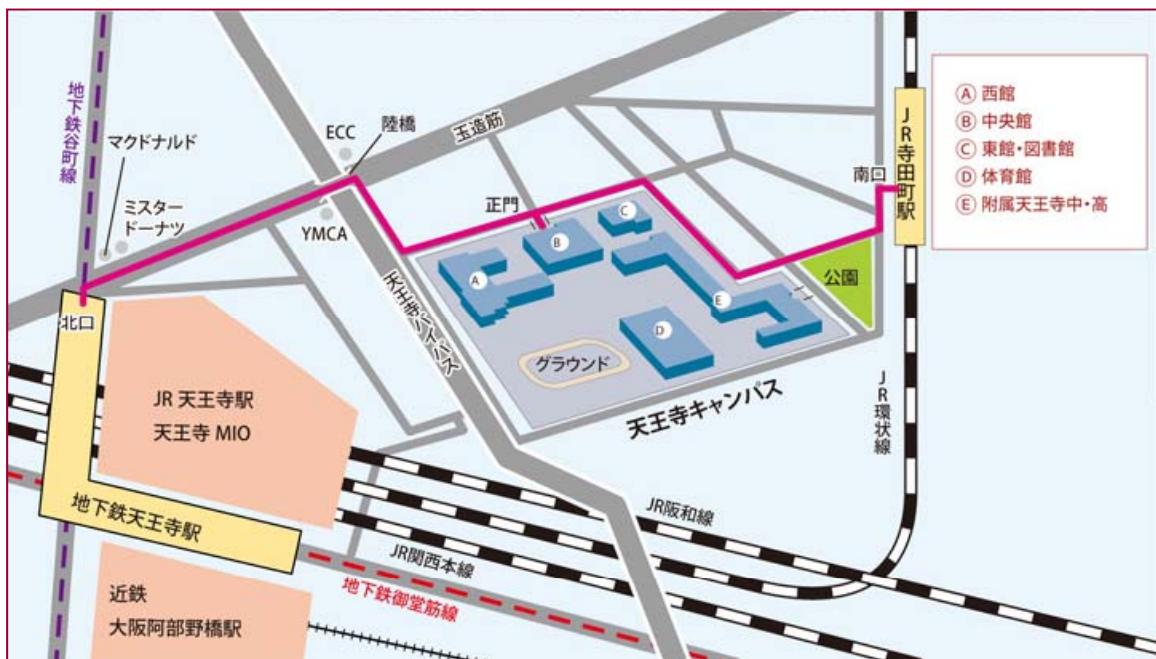 地下鉄谷町線
マクドナルド
ミスター
ドーナツ
ECC
陸橋
玉造筋
YMCA
正門
南口
JR寺田町駅
Ⓐ 西館
Ⓑ 中央館
Ⓒ 東館・図書館
Ⓓ 体育館
Ⓔ 附属天王寺中・高
A
B
C
D
E
公園
グラウンド
天王寺バイパス
天王寺キャンパス
北口
JR 天王寺駅
天王寺 MIO
地下鉄天王寺駅
JR環状線
JR阪和線
JR関西本線
地下鉄御堂筋線
近鉄
大阪阿部野橋駅